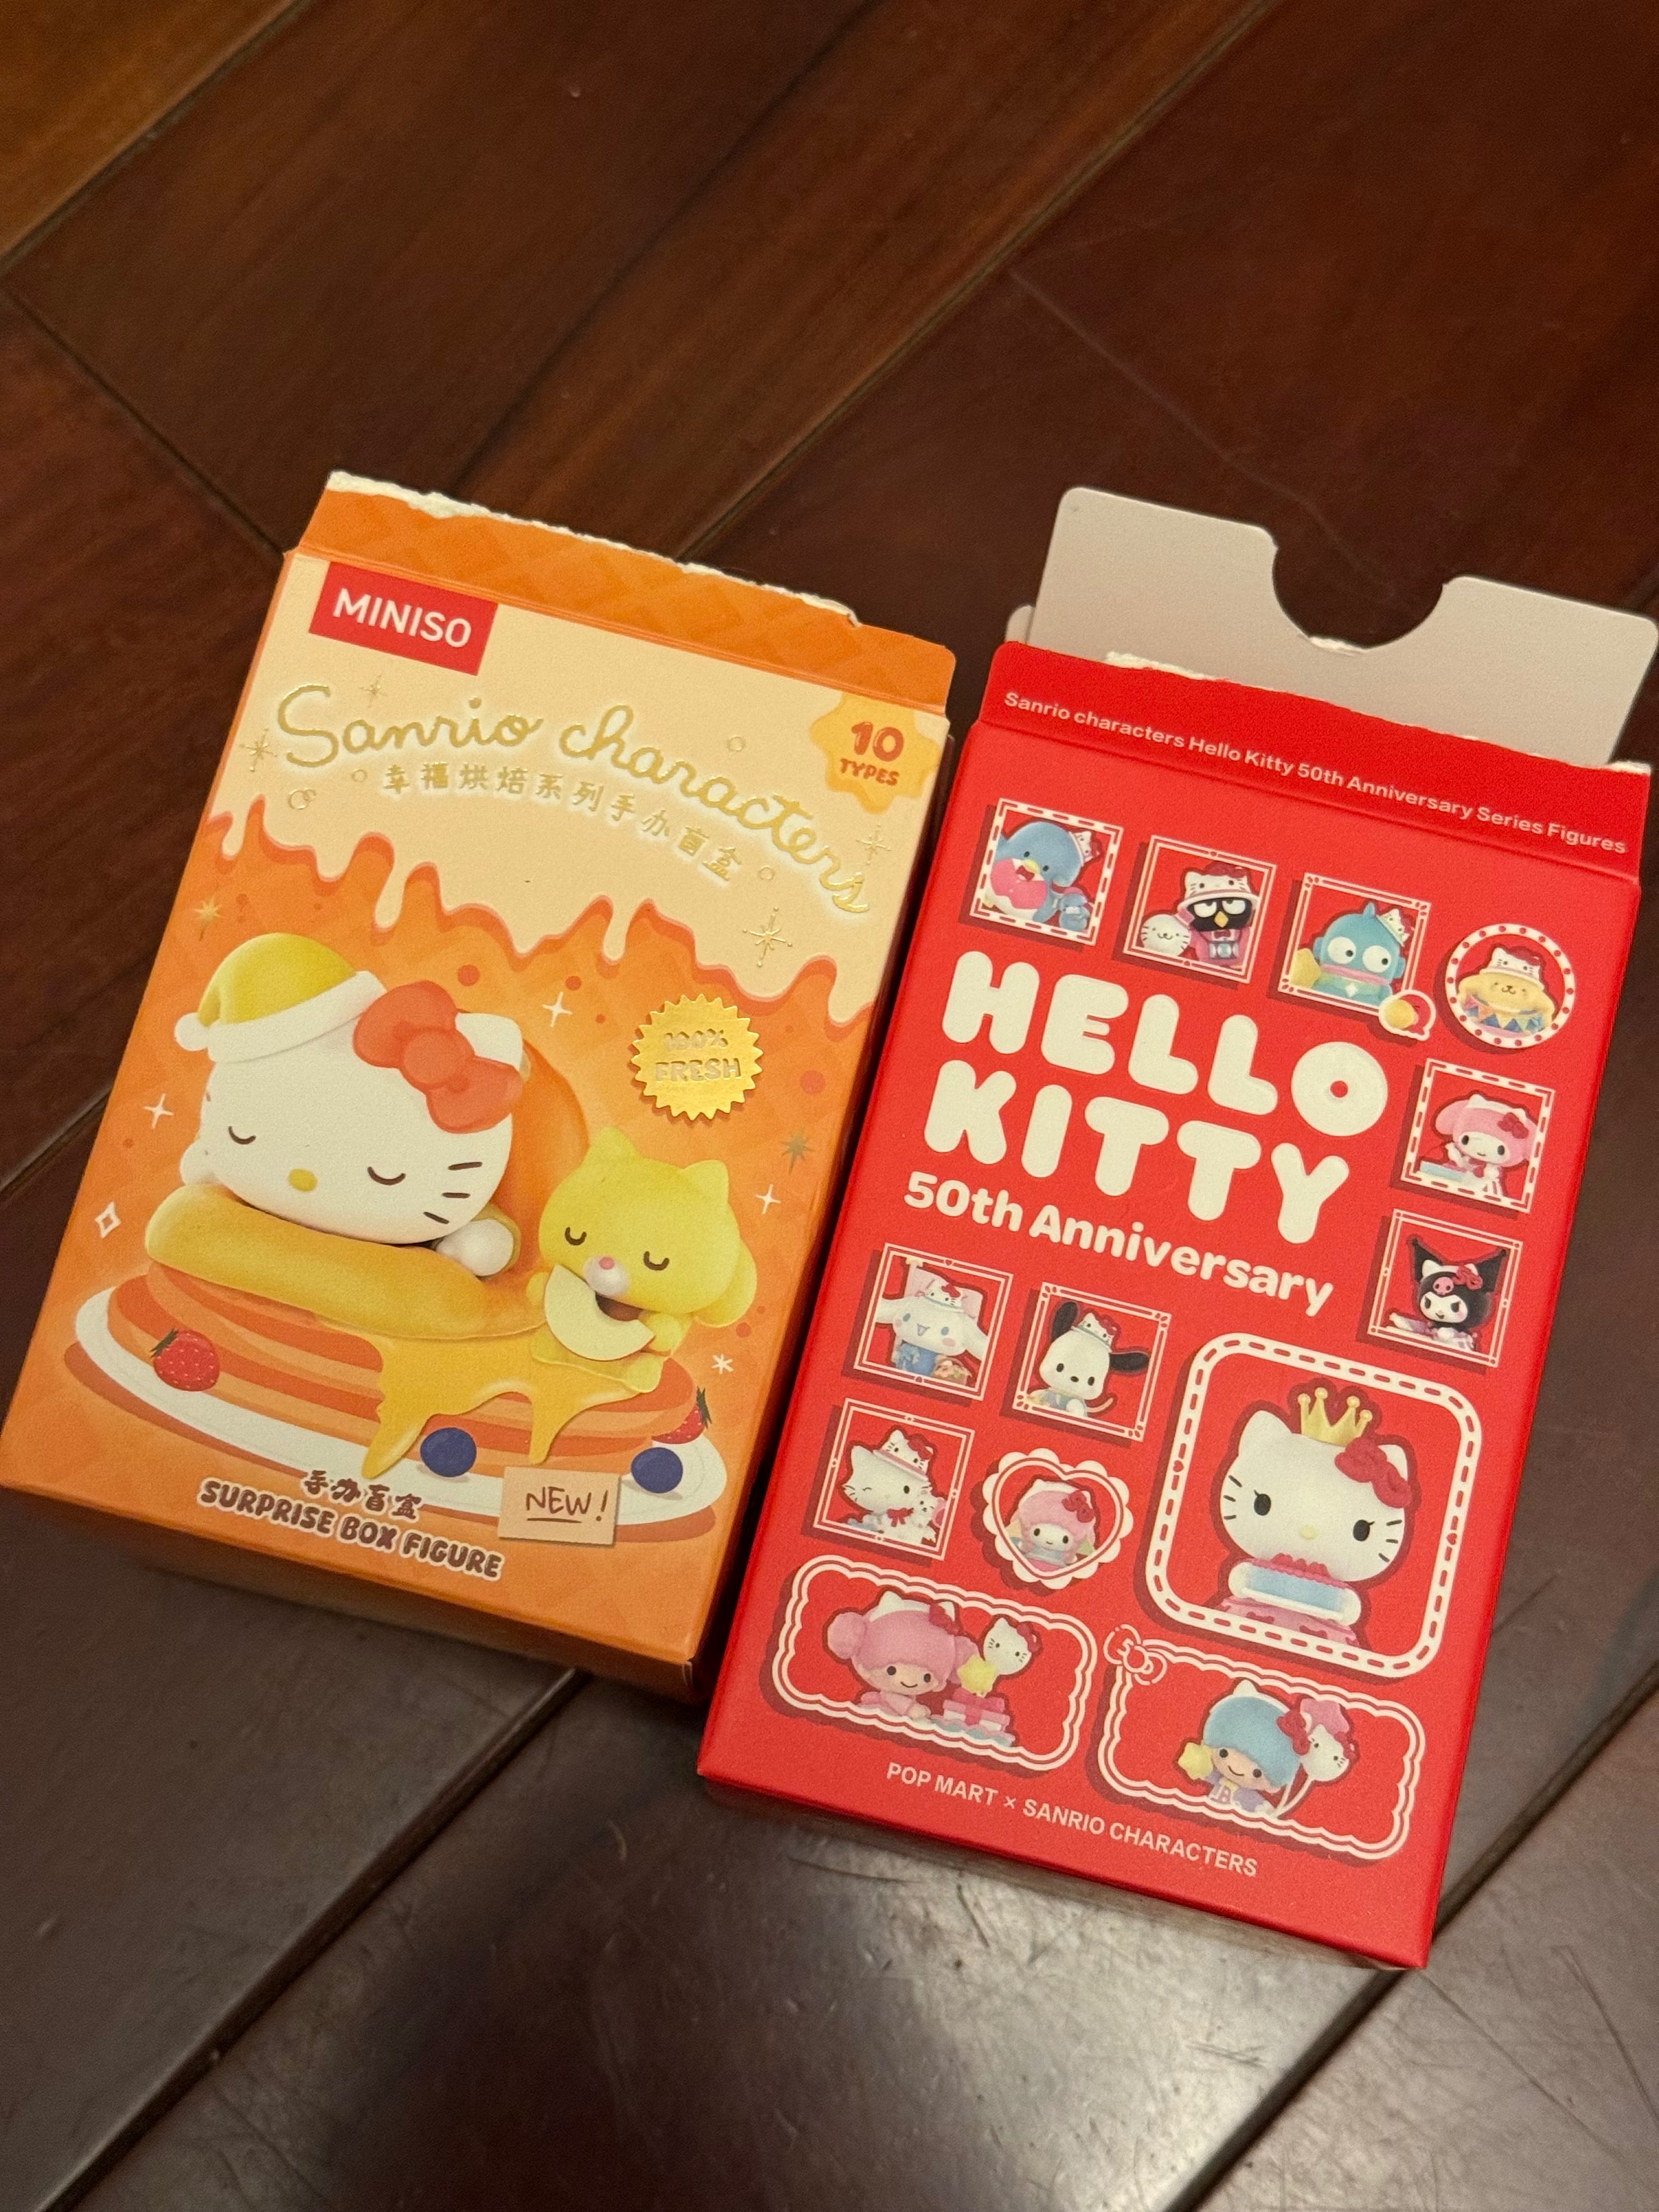 MINISO
Sanrio characters
幸福烘焙系列手办盲盒
10
TYPES
100%
FRESH
手办盲盒
SURPRISE BOX FIGURE
NEW!
Sanrio characters Hello Kitty 50th Anniversary Series Figures
HELLO
KITTY
50th Anniversary
50
POP MART × SANRIO CHARACTERS